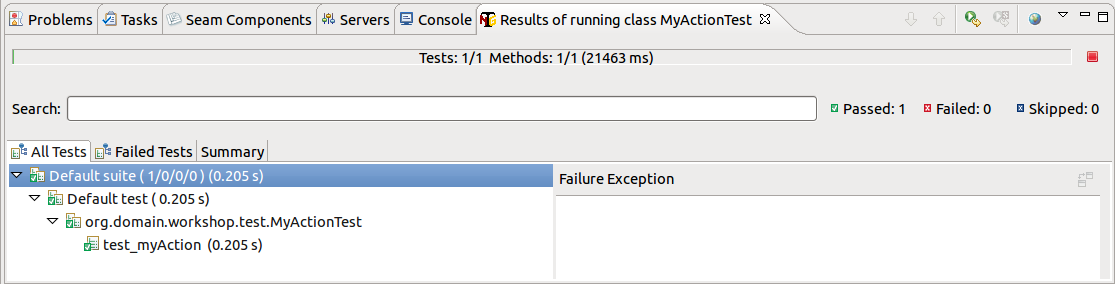 Problems Tasks Seam Components Servers Console Results of running class MyActionTest
Tests: 1/1 Methods: 1/1 (21463 ms)
Search: Passed: 1 Failed: 0 Skipped: 0
All Tests Failed Tests Summary
Default suite ( 1/0/0/0 ) (0.205 s) Failure Exception
Default test ( 0.205 s)
org.domain.workshop.test.MyActionTest
test_myAction (0.205 s)